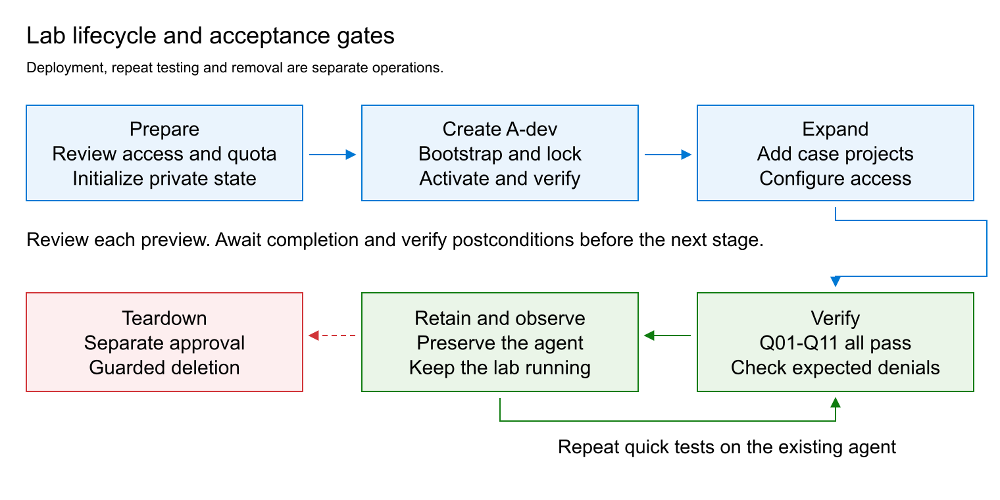 Lab lifecycle and acceptance gates
Deployment, repeat testing and removal are separate operations.
Prepare
Review access and quota
Initialize private state
Create A-dev
Bootstrap and lock
Activate and verify
Expand
Add case projects
Configure access
Review each preview. Await completion and verify postconditions before the next stage.
Teardown
Separate approval
Guarded deletion
Retain and observe
Preserve the agent
Keep the lab running
Verify
Q01-Q11 all pass
Check expected denials
Repeat quick tests on the existing agent